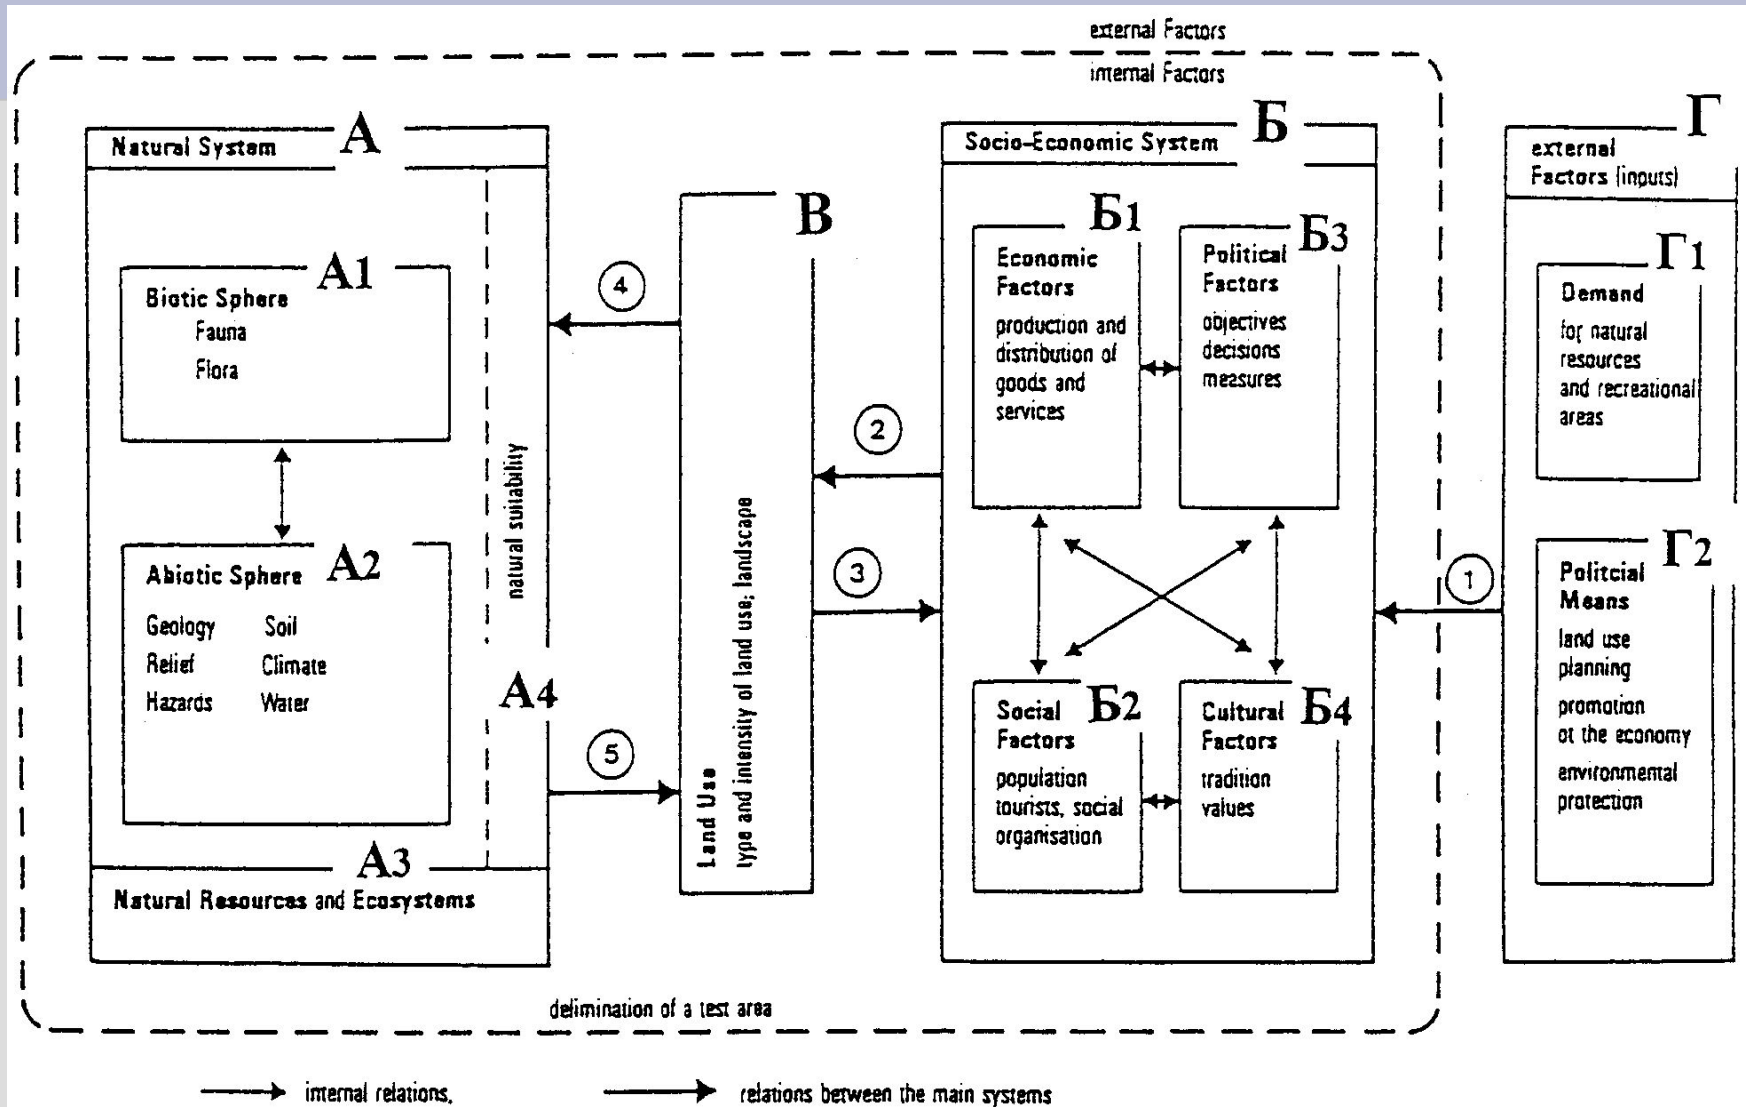 external Factors
internal Factors
Natural System
А
Biotic Sphere
А1
Fauna
Flora
Abiotic Sphere
А2
Geology Soil
Relief Climate
Hazards Water
natural suitability
А4
А3
Natural Resources and Ecosystems
4
5
В
Land Use
type and intensity of land use; landscape
2
3
Socio-Economic System
Б
Б1
Economic
Factors
production and
distribution of
goods and
services
Б3
Political
Factors
objectives
decisions
measures
Social
Factors
Б2
population
tourists, social
organisation
Cultural
Factors
Б4
tradition
values
1
Г
external
Factors (inputs)
Г1
Demand
for natural
resources
and recreational
areas
Г2
Politcial
Means
land use
planning
promotion
ot the economy
environmental
protection
delimination of a test area
internal relations,
relations between the main systems